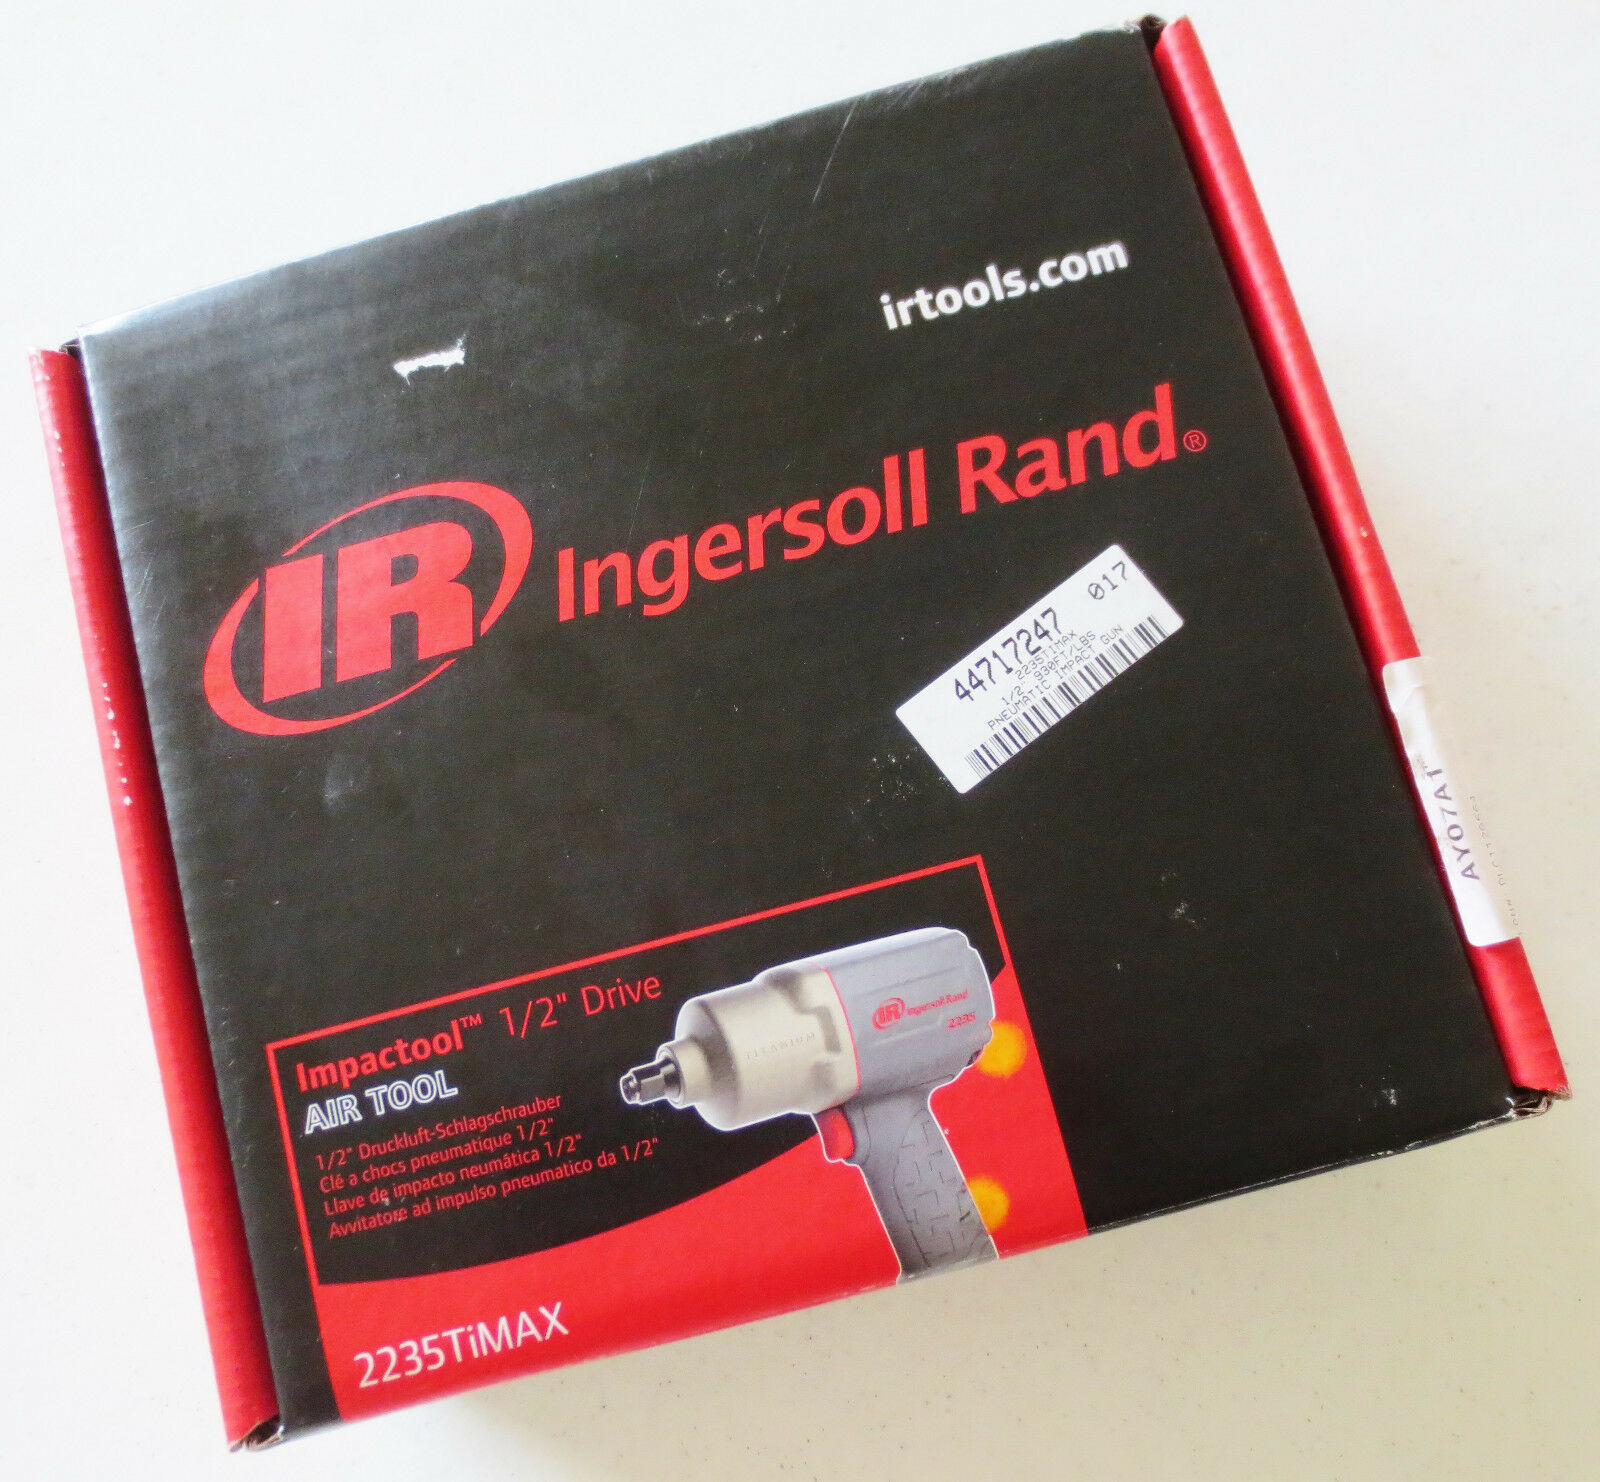 irtools.com
IR Ingersoll Rand®
44717247 017
2235TIMAX
1/2" 930FT/LBS
PNEUMATIC IMPACT GUN
AY07A1
Impactool™ 1/2" Drive
AIR TOOL
1/2" Druckluft-Schlagschrauber
Clé a chocs pneumatique 1/2"
Llave de impacto neumática 1/2"
Avvitatore ad impulso pneumatico da 1/2"
TITANIUM
IR Ingersoll Rand
2235
2235TiMAX